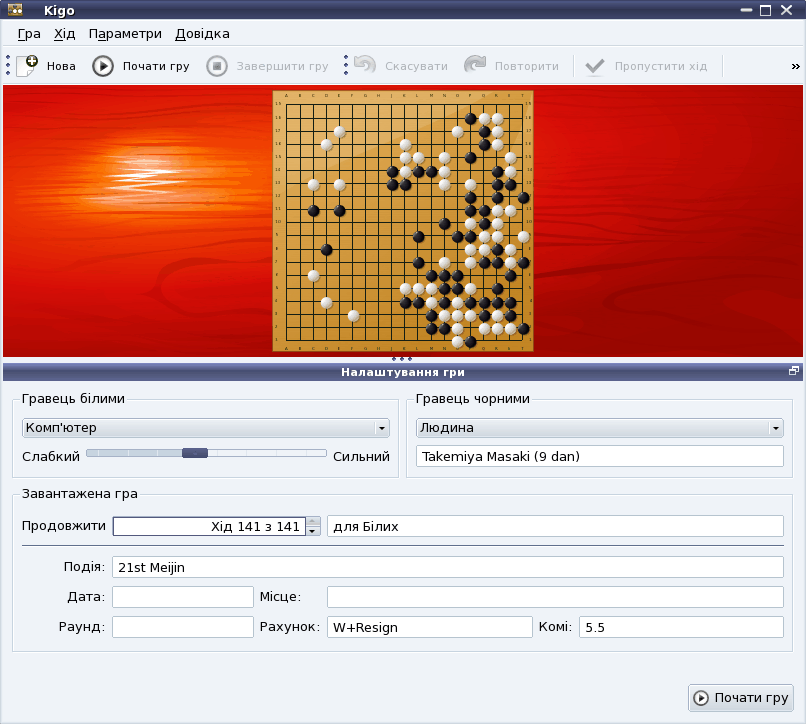 Kigo
Гра Хід Параметри Довідка
Нова Почати гру Завершити гру Скасувати Повторити Пропустити хід »
Налаштування гри
Гравець білими
Комп'ютер
Слабкий Сильний
Гравець чорними
Людина
Takemiya Masaki (9 dan)
Завантажена гра
Продовжити Хід 141 з 141 для Білих
Подія: 21st Meijin
Дата: Місце:
Раунд: Рахунок: W+Resign Комі: 5.5
Почати гру